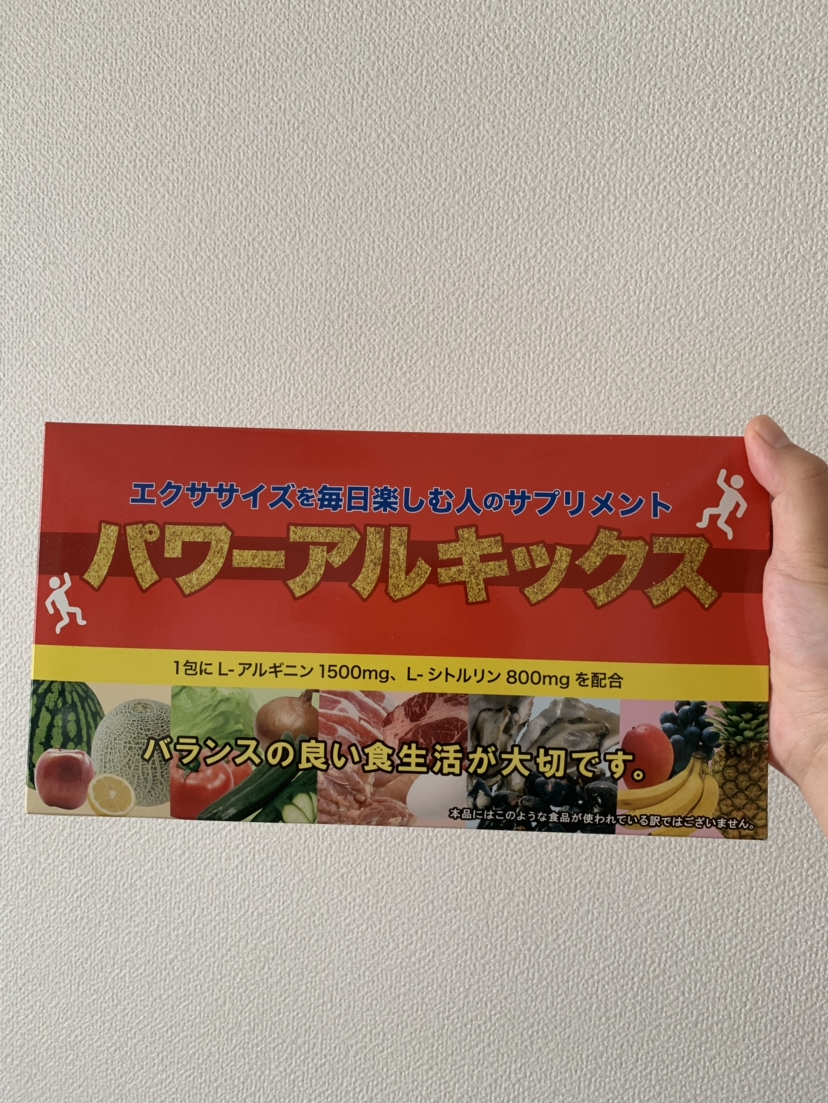 エクササイズを毎日楽しむ人のサプリメント
パワーアルキックス
1包にL-アルギニン1500mg、L-シトルリン800mgを配合
バランスの良い食生活が大切です。
本品にはこのような食品が使われている訳ではございません。